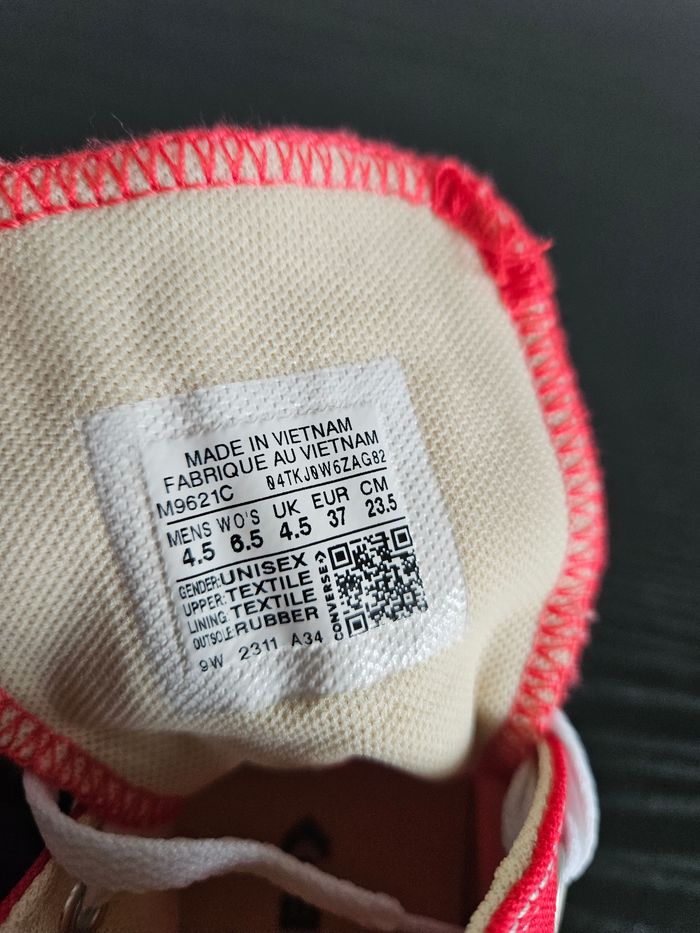 MADE IN VIETNAM
FABRIQUE AU VIETNAM
M9621C 04TKJ0W6ZAG82
MENS WO'S UK EUR CM
4.5 6.5 4.5 37 23.5
GENDER: UNISEX
UPPER: TEXTILE
LINING: TEXTILE
OUTSOLE: RUBBER
CONVERSE
9W 2311 A34